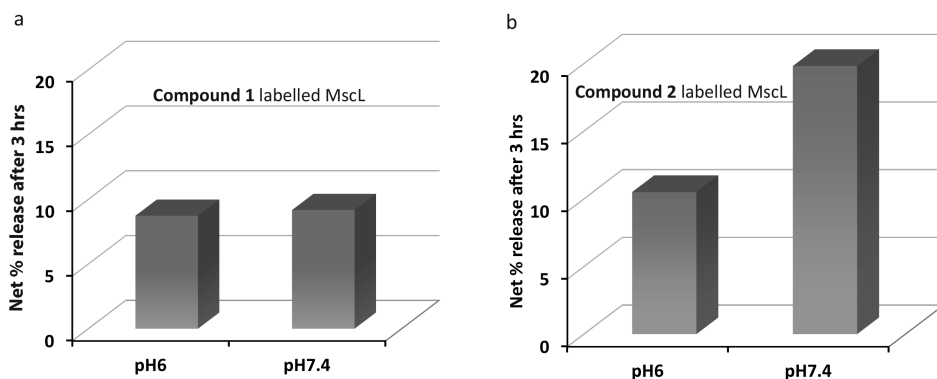 a
Net % release after 3 hrs
20
15
10
5
0
Compound 1 labelled MscL
pH6
pH7.4
b
Net % release after 3 hrs
20
15
10
5
0
Compound 2 labelled MscL
pH6
pH7.4